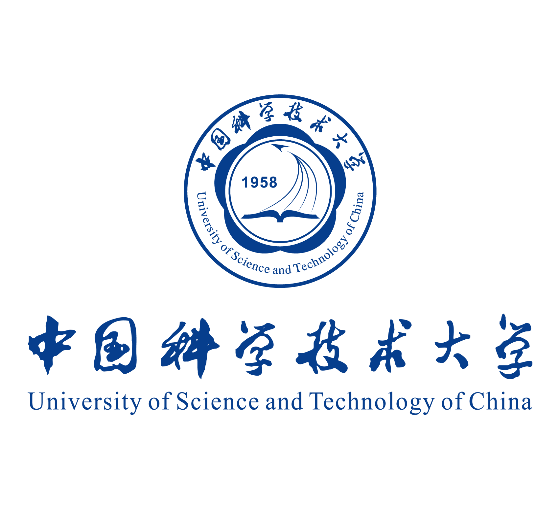 中国科学技术大学
1958
University of Science and Technology of China
中国科学技术大学
University of Science and Technology of China